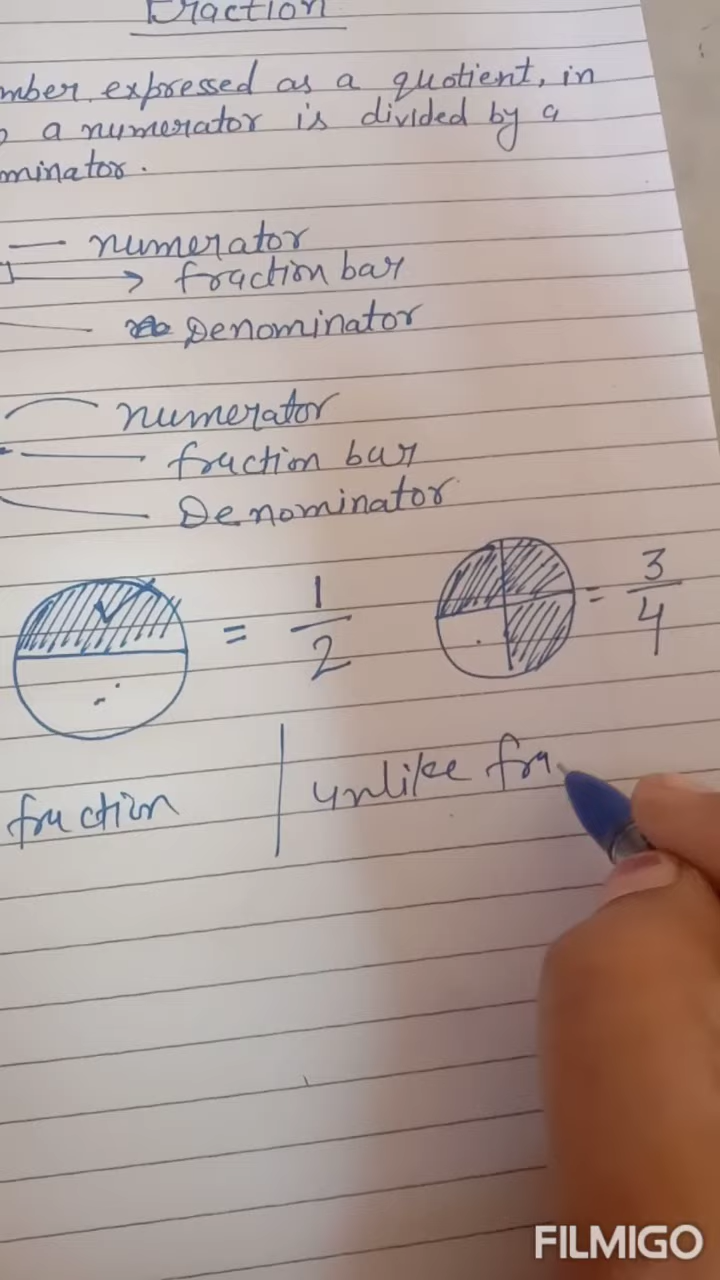 Fraction
mber expressed as a quotient, in
a numerator is divided by a
minator.
numerator
fraction bar
Denominator
numerator
fraction bar
Denominator
= 1/2 = 3/4
fraction | unlike fra
FILMIGO